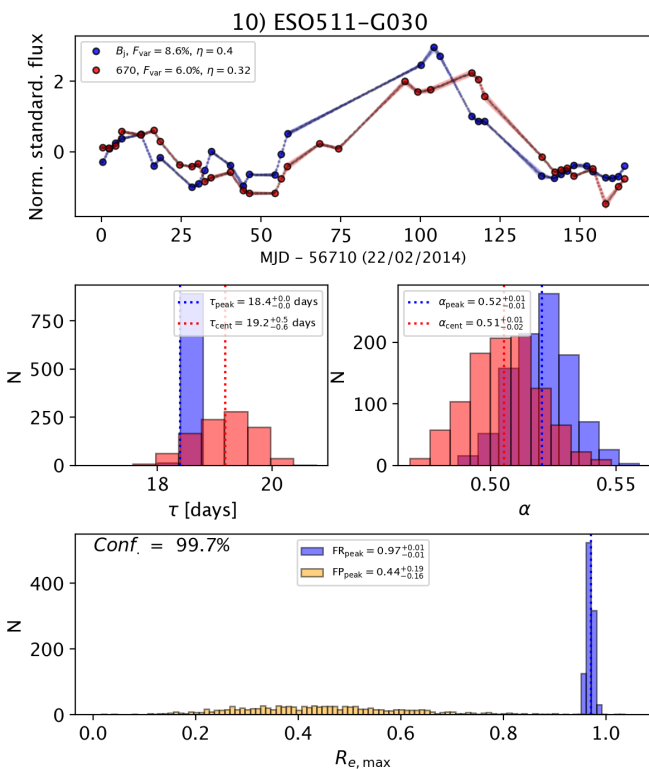 10) ESO511−G030
Norm. standard. flux
B_j, F_var = 8.6%, η = 0.4
670, F_var = 6.0%, η = 0.32
2
0
0 25 50 75 100 125 150
MJD − 56710 (22/02/2014)
N
τ_peak = 18.4^{+0.0}_{−0.0} days
τ_cent = 19.2^{+0.5}_{−0.6} days
750
500
250
0
18 20
τ [days]
N
α_peak = 0.52^{+0.01}_{−0.01}
α_cent = 0.51^{+0.01}_{−0.02}
200
100
0
0.50 0.55
α
Conf. = 99.7%
FR_peak = 0.97^{+0.01}_{−0.01}
FP_peak = 0.44^{+0.19}_{−0.16}
N
400
200
0
0.0 0.2 0.4 0.6 0.8 1.0
R_{e, max}